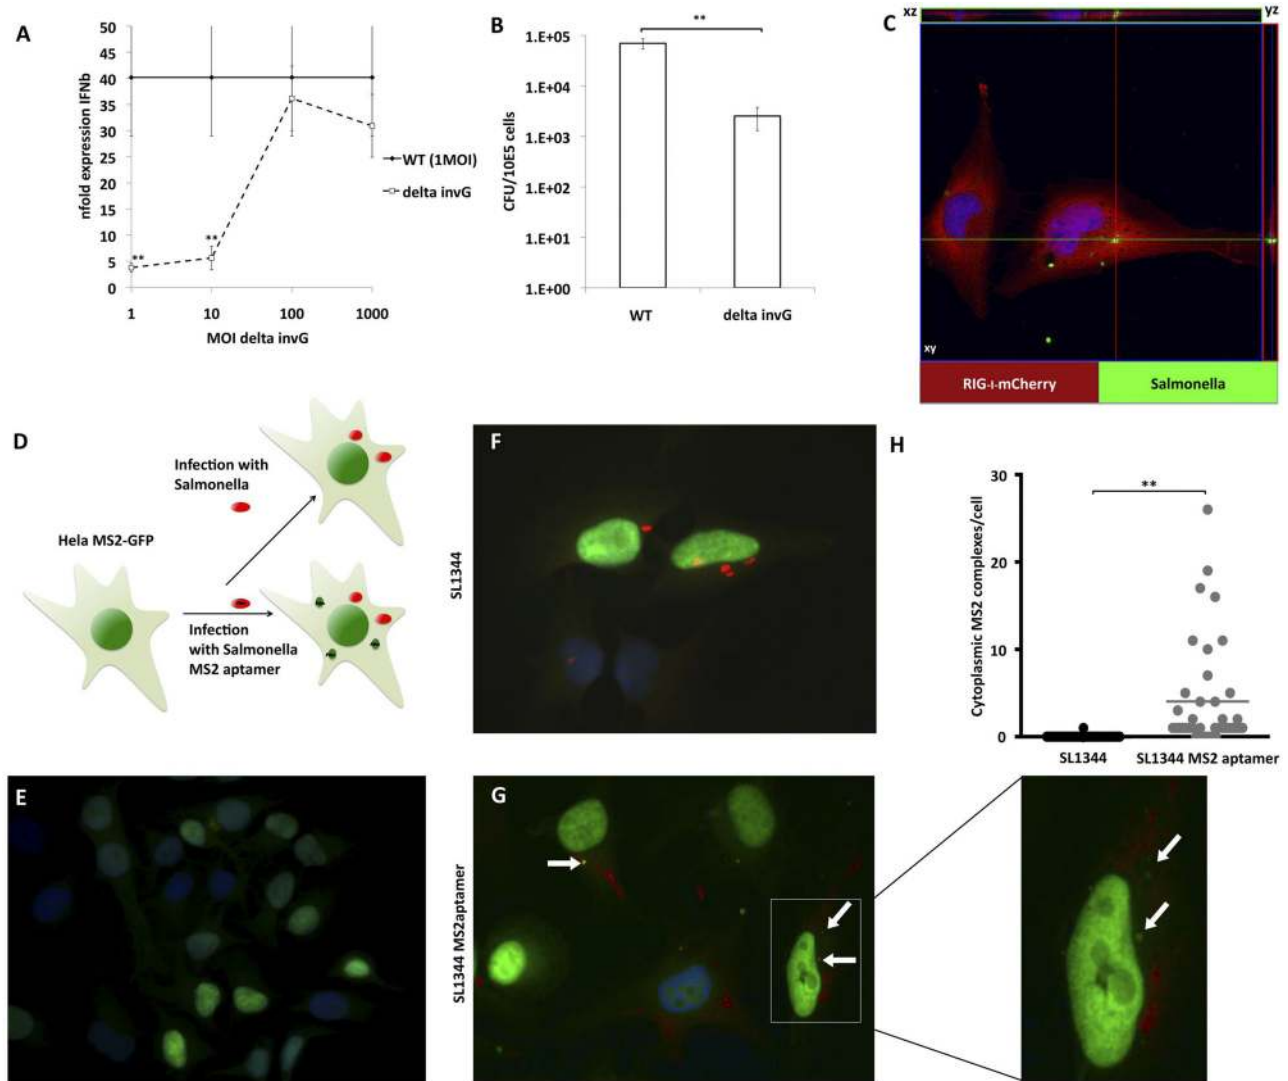 A
50
45
40
35
30
25
20
15
10
5
0
nfold expression IFNb
**
**
1 10 100 1000
MOI delta invG
WT (1MOI)
delta invG
B
**
1.E+05
1.E+04
1.E+03
1.E+02
1.E+01
1.E+00
CFU/10E5 cells
WT delta invG
C
xz yz
xy
RIG-I-mCherry Salmonella
D
Infection with
Salmonella
Hela MS2-GFP
Infection
with Salmonella
MS2 aptamer
E
F
SL1344
G
SL1344 MS2aptamer
H
**
30
20
10
0
Cytoplasmic MS2 complexes/cell
SL1344 SL1344 MS2 aptamer